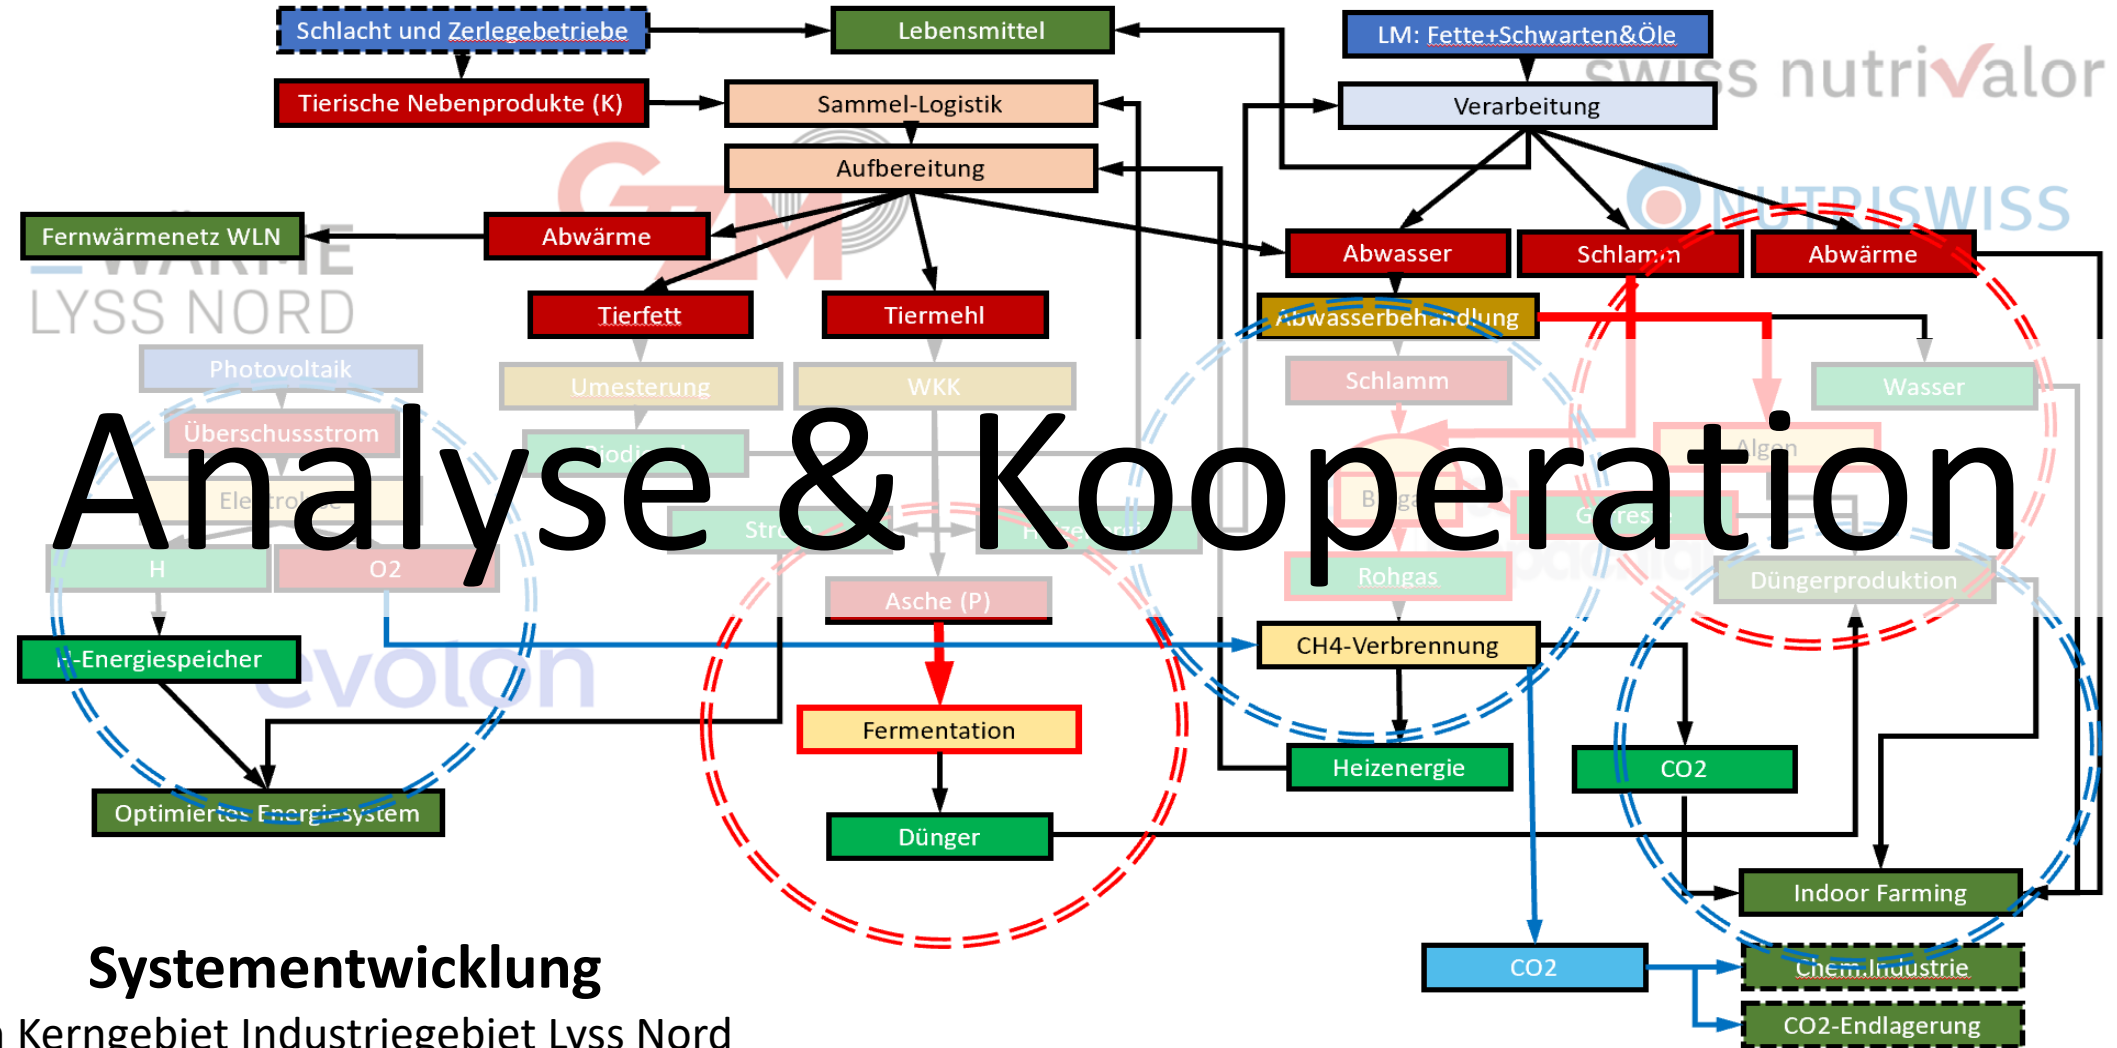 Schlacht und Zerlegebetriebe
Lebensmittel
LM: Fette+Schwarten&Öle
swiss nutrivalor
Tierische Nebenprodukte (K)
Sammel-Logistik
Verarbeitung
Aufbereitung
GZM
NUTRISWISS
Fernwärmenetz WLN
Abwärme
Abwasser
Schlamm
Abwärme
WÄRME
LYSS NORD
Tierfett
Tiermehl
Abwasserbehandlung
Photovoltaik
Umesterung
WKK
Schlamm
Wasser
Überschussstrom
Algen
Analyse & Kooperation
H
O2
Rohgas
Düngerproduktion
Asche (P)
H-Energiespeicher
evolon
CH4-Verbrennung
Fermentation
Heizenergie
CO2
Optimiertes Energiesystem
Dünger
Indoor Farming
Systementwicklung
CO2
Chem.Industrie
Kerngebiet Industriegebiet Lyss Nord
CO2-Endlagerung